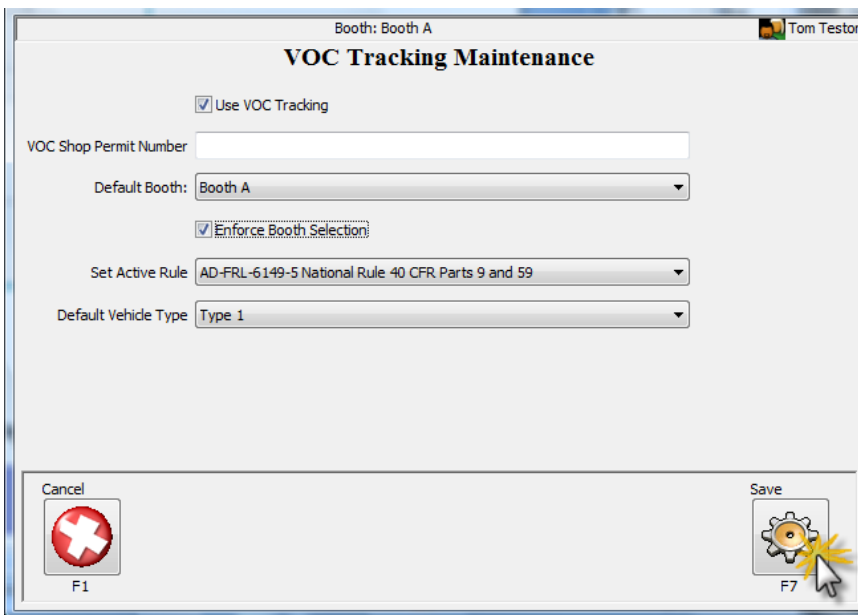 Booth: Booth A
Tom Testor
VOC Tracking Maintenance
Use VOC Tracking
VOC Shop Permit Number
Default Booth: Booth A
Enforce Booth Selection
Set Active Rule AD-FRL-6149-5 National Rule 40 CFR Parts 9 and 59
Default Vehicle Type Type 1
Cancel
Save
F1
F7